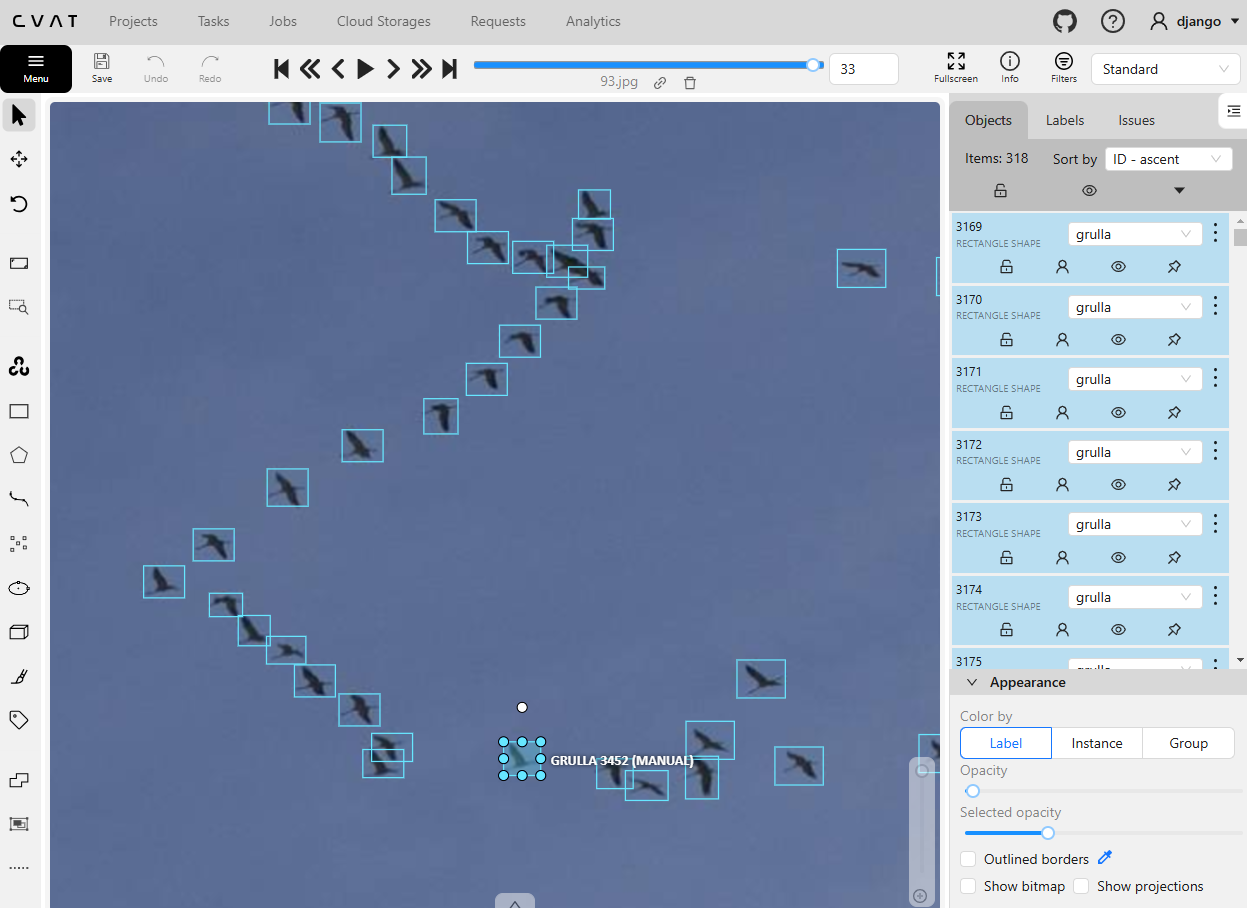 CVAT Projects Tasks Jobs Cloud Storages Requests Analytics django
Menu Save Undo Redo 33 Fullscreen Info Filters Standard
93.jpg
Objects Labels Issues
Items: 318 Sort by ID - ascent
3169 grulla
RECTANGLE SHAPE
3170 grulla
RECTANGLE SHAPE
3171 grulla
RECTANGLE SHAPE
3172 grulla
RECTANGLE SHAPE
3173 grulla
RECTANGLE SHAPE
3174 grulla
RECTANGLE SHAPE
3175 grulla
Appearance
Color by
Label Instance Group
Opacity
Selected opacity
Outlined borders
Show bitmap Show projections
GRULLA 3452 (MANUAL)